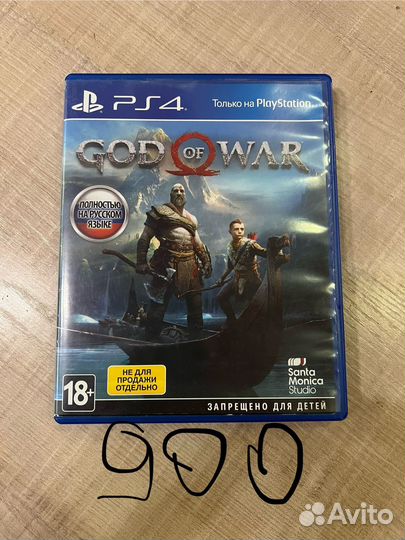 PS4
Только на PlayStation
GOD OF WAR
ПОЛНОСТЬЮ
НА РУССКОМ
ЯЗЫКЕ
НЕ ДЛЯ
ПРОДАЖИ
ОТДЕЛЬНО
Santa
Monica
Studio
18+
ЗАПРЕЩЕНО ДЛЯ ДЕТЕЙ
900
Avito